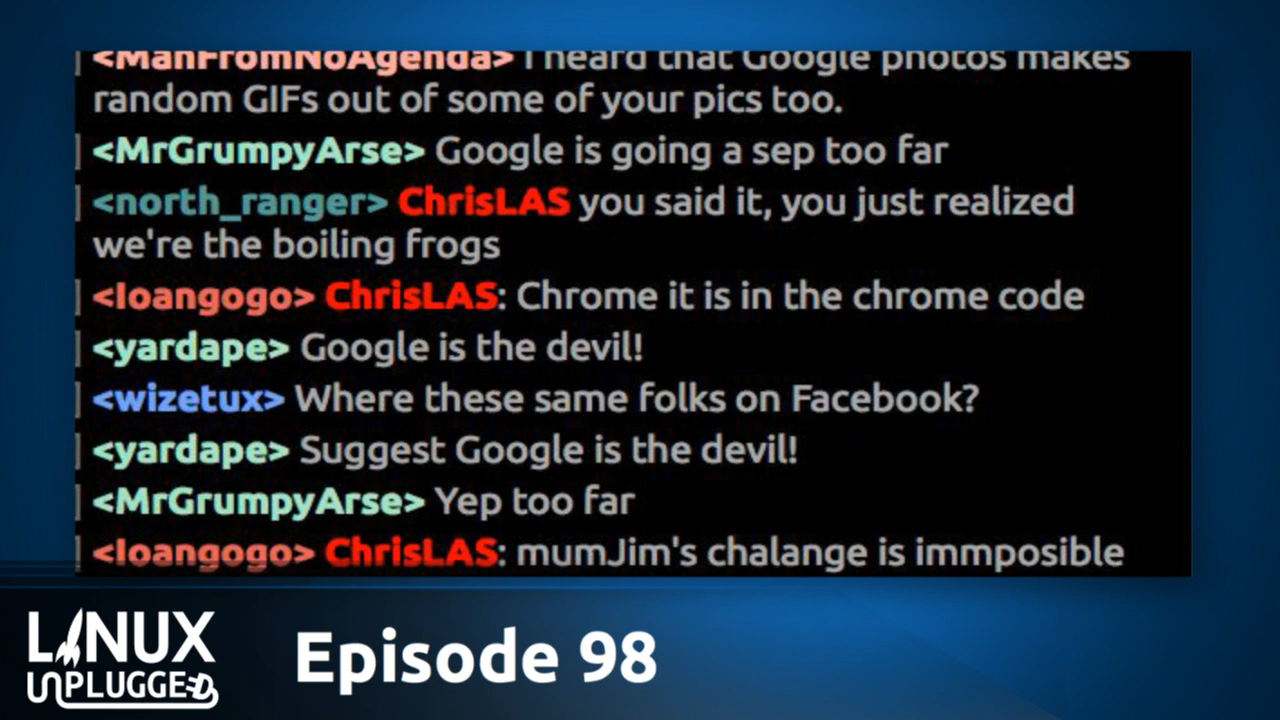 <ManFromNoAgenda> I heard that Google photos makes
random GIFs out of some of your pics too.
<MrGrumpyArse> Google is going a sep too far
<north_ranger> ChrisLAS you said it, you just realized
we're the boiling frogs
<loangogo> ChrisLAS: Chrome it is in the chrome code
<yardape> Google is the devil!
<wizetux> Where these same folks on Facebook?
<yardape> Suggest Google is the devil!
<MrGrumpyArse> Yep too far
<loangogo> ChrisLAS: mumJim's chalange is immposible
LINUX
UNPLUGGED
Episode 98